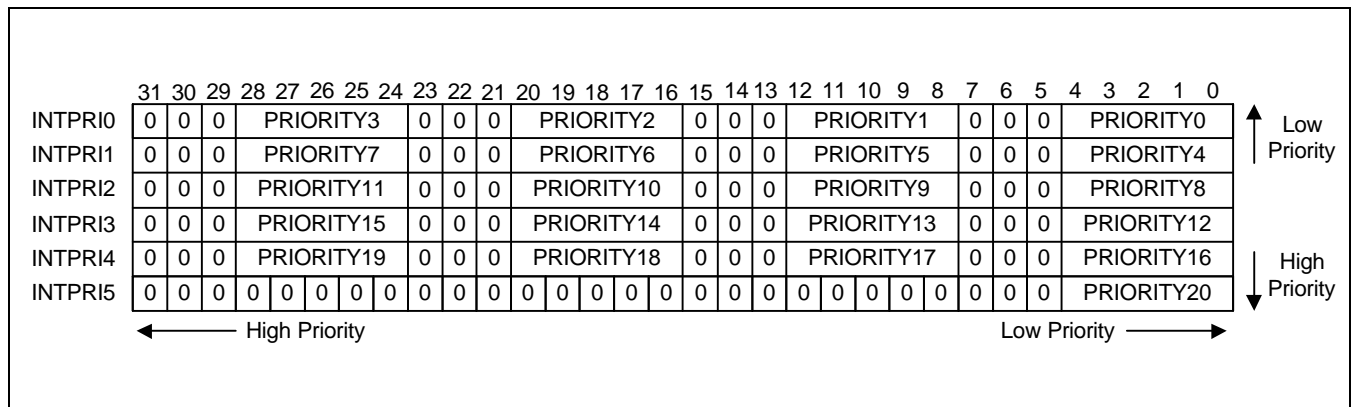 31 30 29 28 27 26 25 24 23 22 21 20 19 18 17 16 15 14 13 12 11 10 9 8 7 6 5 4 3 2 1 0
INTPRI0 0 0 0 PRIORITY3 0 0 0 PRIORITY2 0 0 0 PRIORITY1 0 0 0 PRIORITY0 Low
INTPRI1 0 0 0 PRIORITY7 0 0 0 PRIORITY6 0 0 0 PRIORITY5 0 0 0 PRIORITY4 Priority
INTPRI2 0 0 0 PRIORITY11 0 0 0 PRIORITY10 0 0 0 PRIORITY9 0 0 0 PRIORITY8
INTPRI3 0 0 0 PRIORITY15 0 0 0 PRIORITY14 0 0 0 PRIORITY13 0 0 0 PRIORITY12
INTPRI4 0 0 0 PRIORITY19 0 0 0 PRIORITY18 0 0 0 PRIORITY17 0 0 0 PRIORITY16 High
INTPRI5 0 0 0 0 0 0 0 0 0 0 0 0 0 0 0 0 0 0 0 0 0 0 0 0 0 0 0 PRIORITY20 Priority
High Priority Low Priority